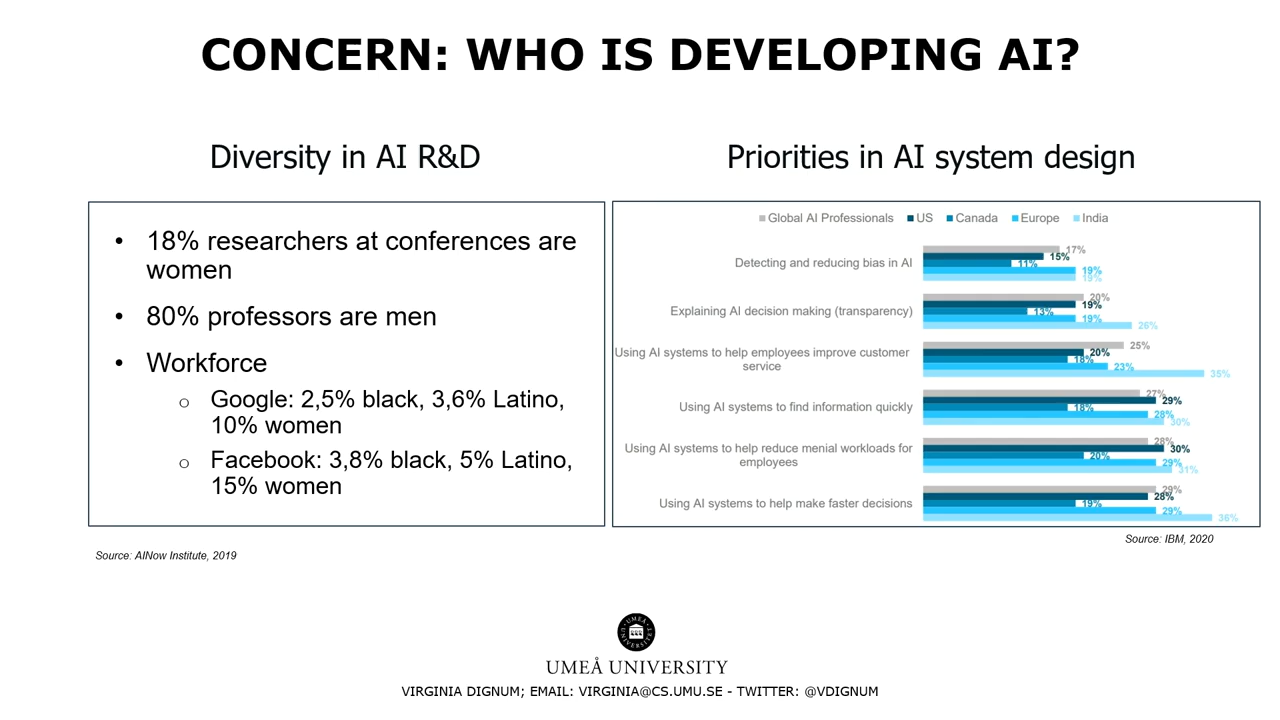 CONCERN: WHO IS DEVELOPING AI?
Diversity in AI R&D
• 18% researchers at conferences are
women
• 80% professors are men
• Workforce
o Google: 2,5% black, 3,6% Latino,
10% women
o Facebook: 3,8% black, 5% Latino,
15% women
Source: AINow Institute, 2019
Priorities in AI system design
Global AI Professionals US Canada Europe India
Detecting and reducing bias in AI
17%
15%
11%
19%
19%
Explaining AI decision making (transparency)
20%
19%
13%
19%
26%
Using AI systems to help employees improve customer
service
25%
20%
18%
23%
35%
Using AI systems to find information quickly
27%
29%
18%
28%
30%
Using AI systems to help reduce menial workloads for
employees
28%
30%
20%
29%
31%
Using AI systems to help make faster decisions
29%
28%
19%
29%
36%
Source: IBM, 2020
UMEÅ UNIVERSITET
UMEÅ UNIVERSITY
VIRGINIA DIGNUM; EMAIL: VIRGINIA@CS.UMU.SE - TWITTER: @VDIGNUM